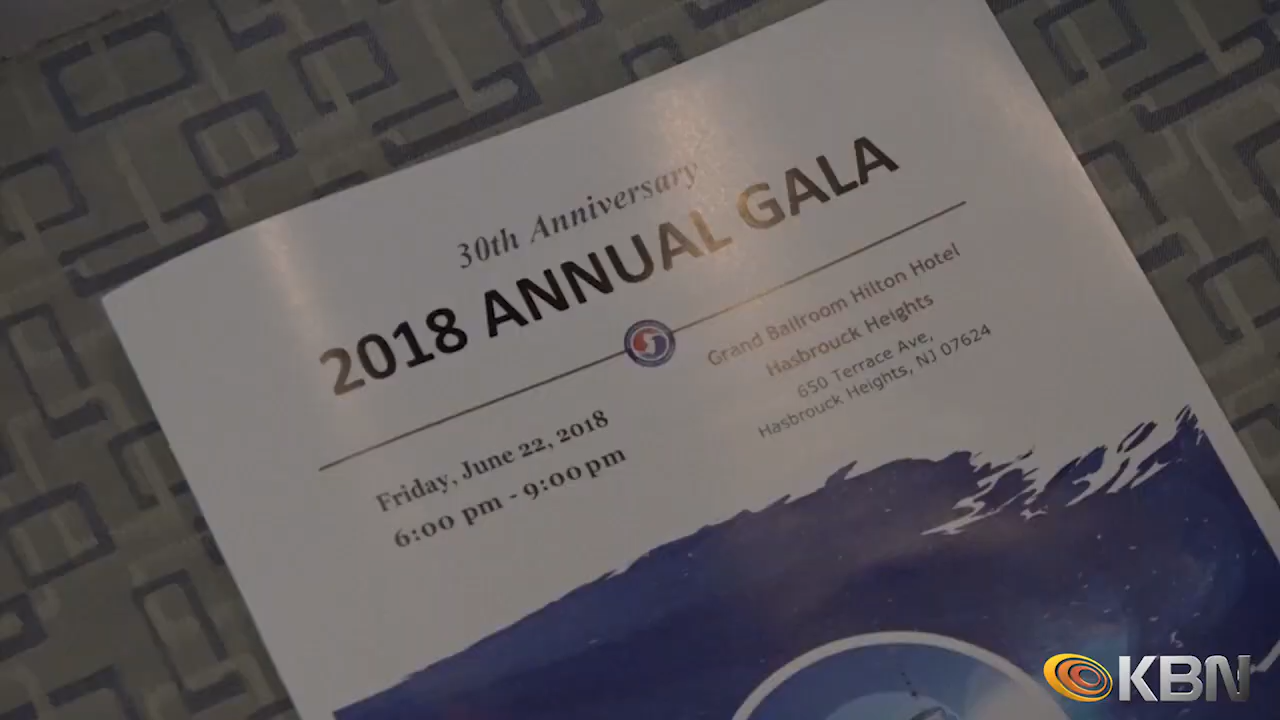 30th Anniversary
2018 ANNUAL GALA
Friday, June 22, 2018
6:00 pm - 9:00 pm
Grand Ballroom Hilton Hotel
Hasbrouck Heights
650 Terrace Ave,
Hasbrouck Heights, NJ 07624
KBN